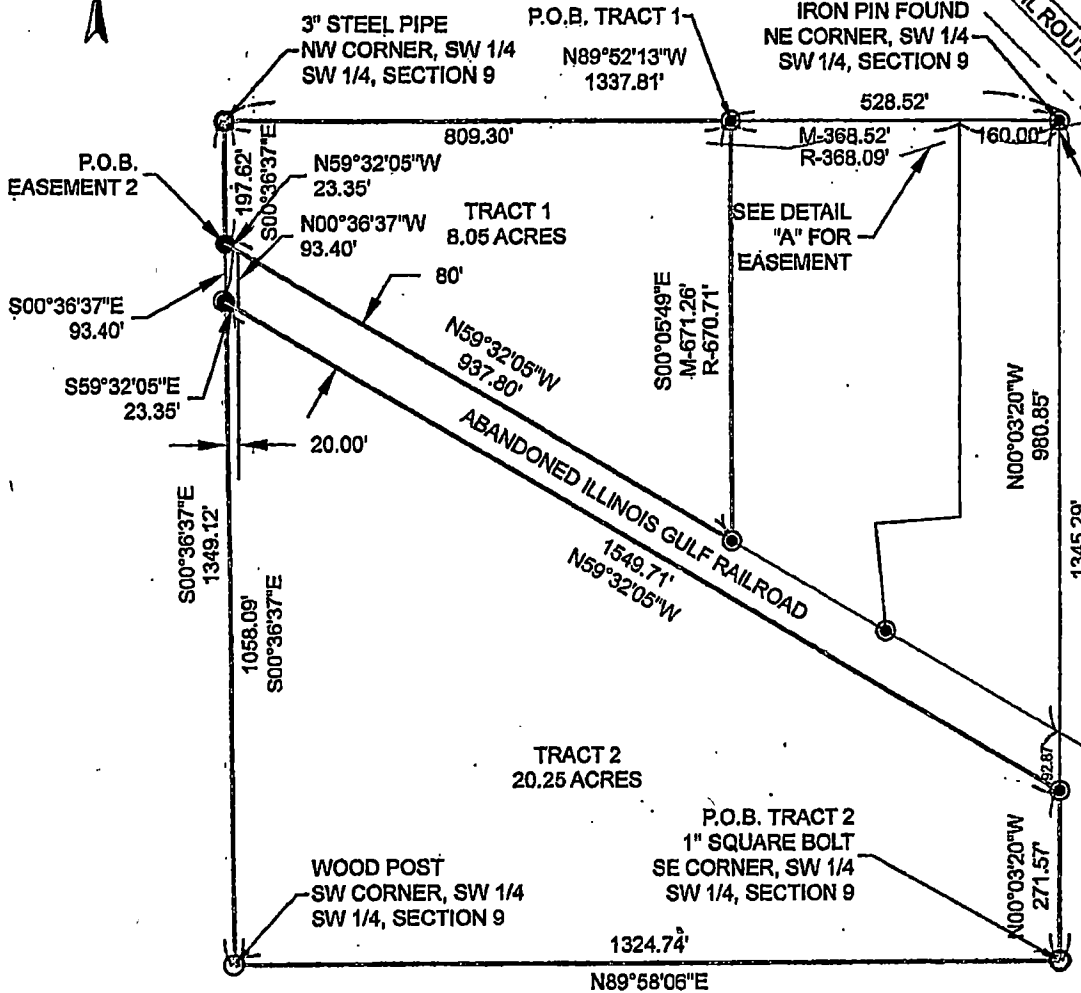 3" STEEL PIPE
NW CORNER, SW 1/4
SW 1/4, SECTION 9
P.O.B. TRACT 1
N89°52'13"W
1337.81'
IRON PIN FOUND
NE CORNER, SW 1/4
SW 1/4, SECTION 9
809.30'
528.52'
M-368.52'
R-368.09'
160.00'
P.O.B.
EASEMENT 2
197.62'
S00°36'37"E
N59°32'05"W
23.35'
N00°36'37"W
93.40'
TRACT 1
8.05 ACRES
SEE DETAIL
"A" FOR
EASEMENT
80'
S00°36'37"E
93.40'
S59°32'05"E
23.35'
20.00'
N59°32'05"W
937.80'
S00°05'49"E
M-671.26'
R-670.71'
N00°03'20"W
980.85'
1345.29'
ABANDONED ILLINOIS GULF RAILROAD
1549.71'
N59°32'05"W
S00°36'37"E
1349.12'
1058.09'
S00°36'37"E
92.87'
TRACT 2
20.25 ACRES
P.O.B. TRACT 2
1" SQUARE BOLT
SE CORNER, SW 1/4
SW 1/4, SECTION 9
N00°03'20"W
271.57'
WOOD POST
SW CORNER, SW 1/4
SW 1/4, SECTION 9
1324.74'
N89°58'06"E